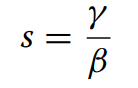 s = γ/β